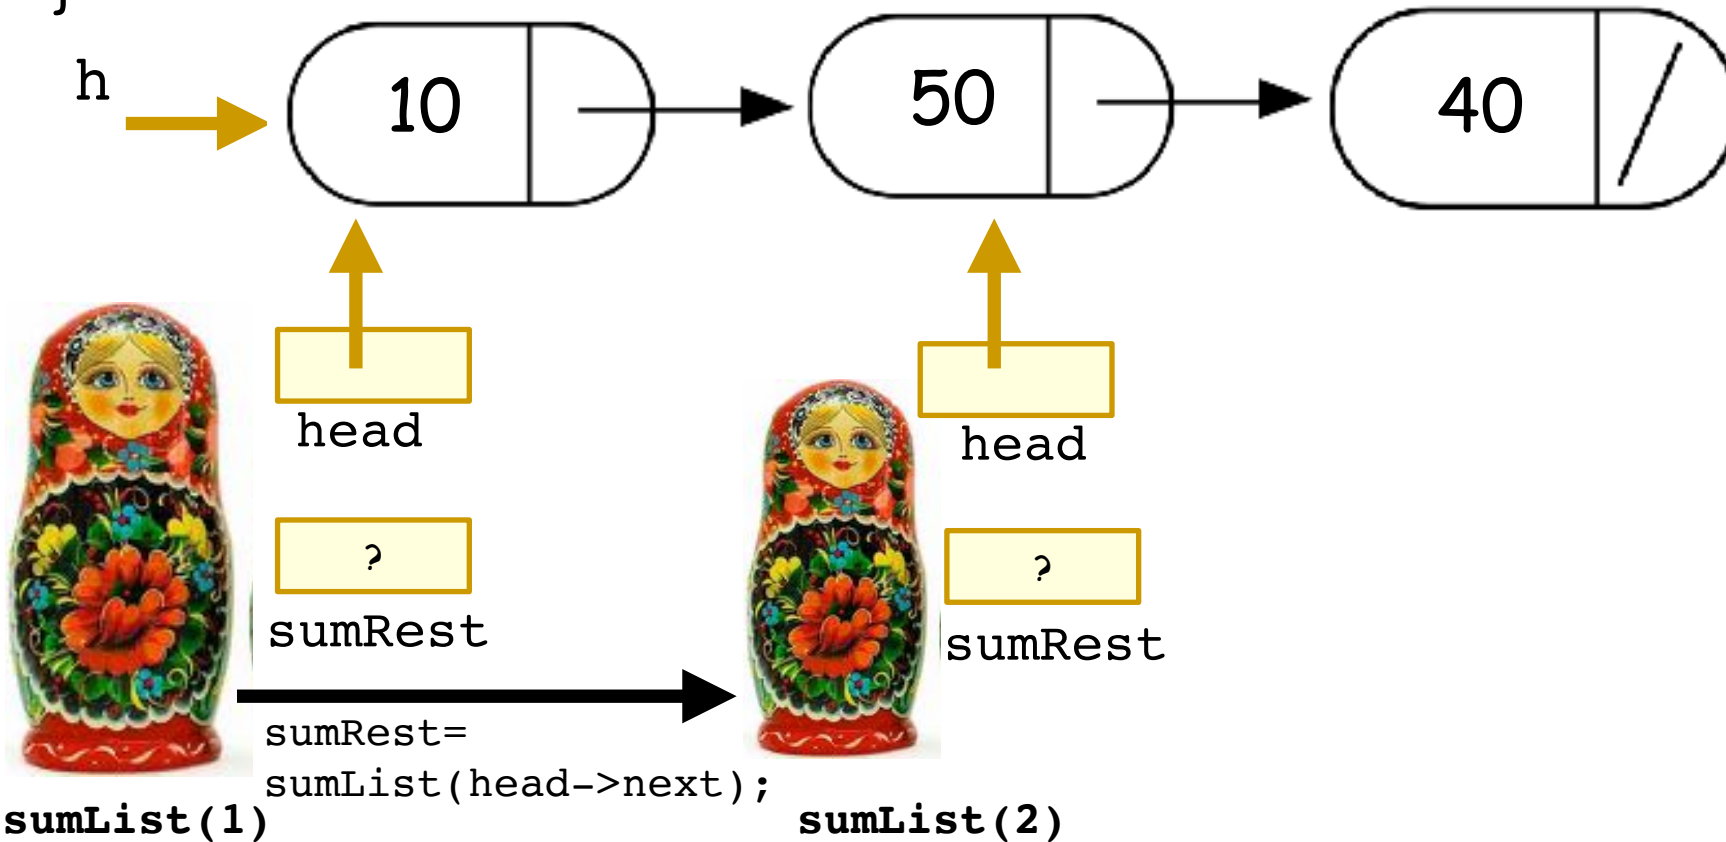 }
h
10
50
40
head
head
?
?
sumRest
sumRest
sumRest=
sumList(head->next);
sumList(1)
sumList(2)